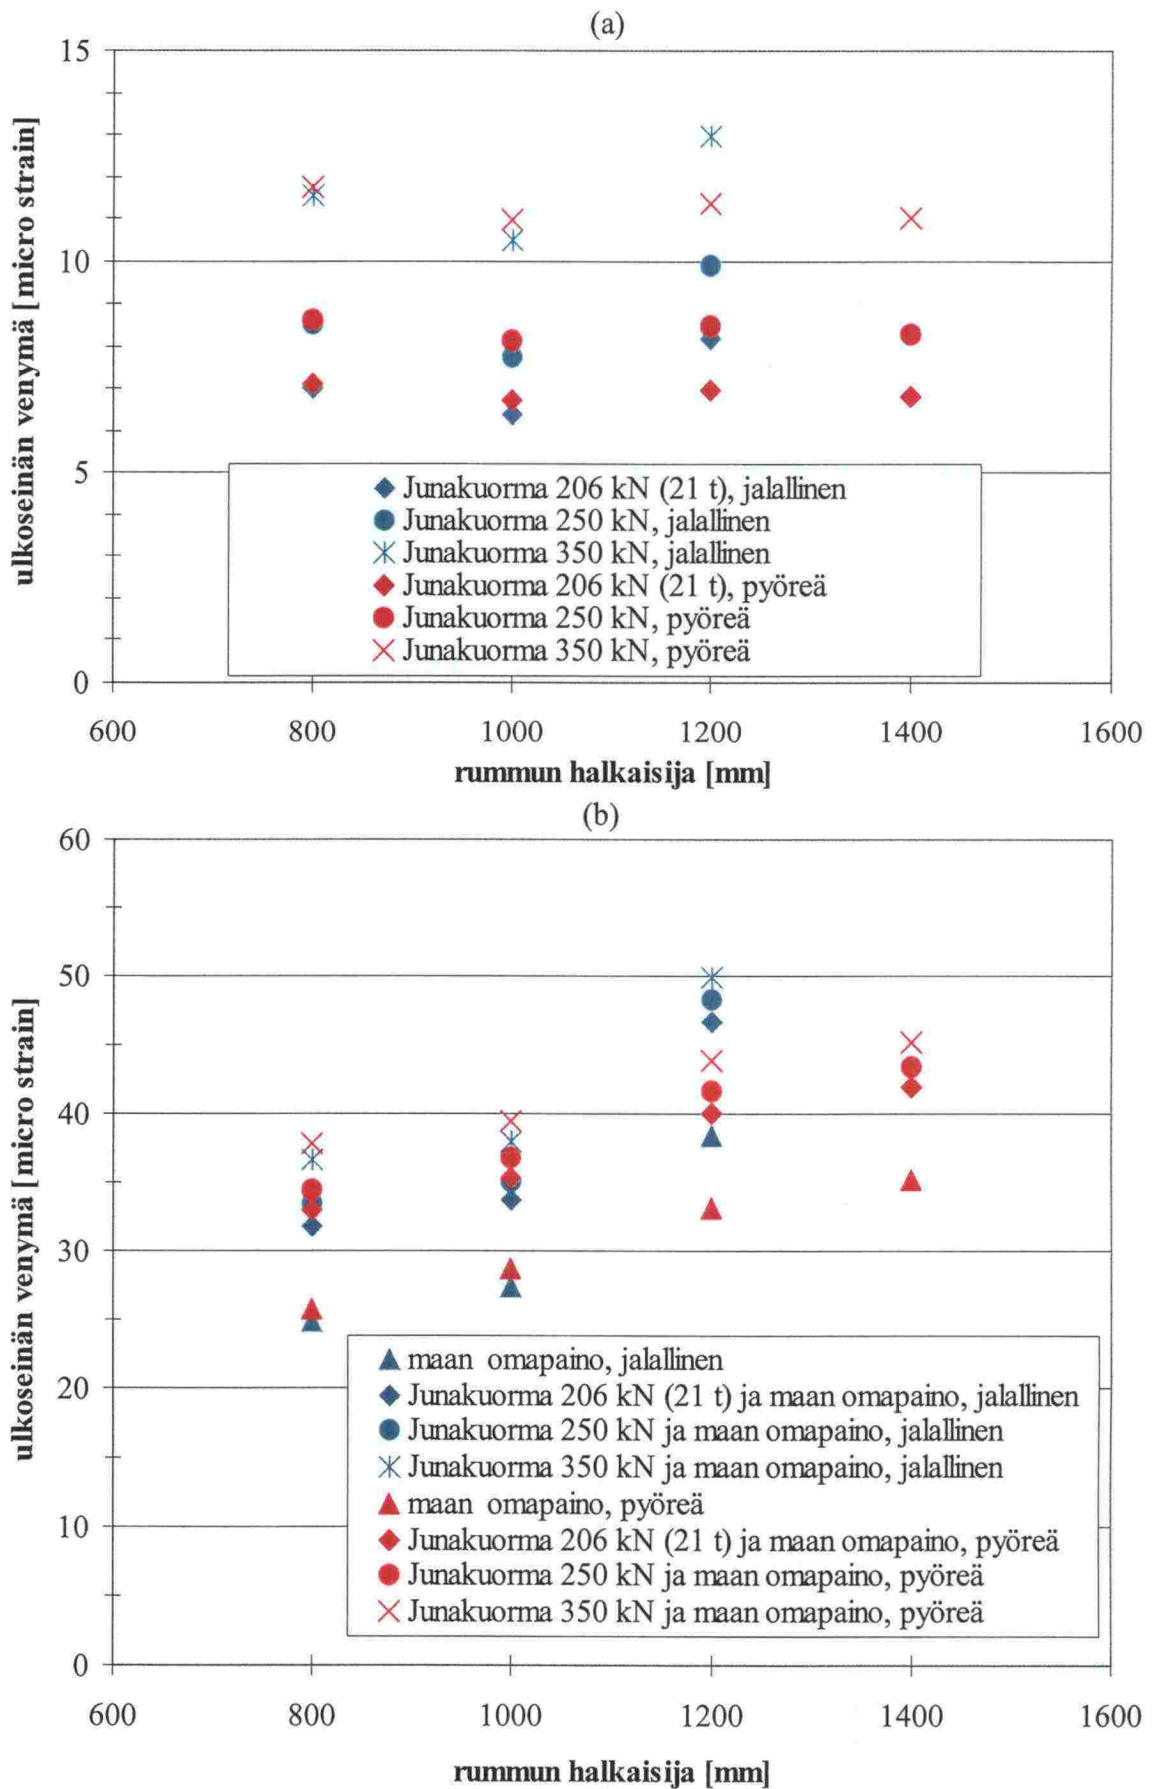 (a)
15
10
5
0
ulkoseinän venymä [micro strain]
Junakuorma 206 kN (21 t), jalallinen
Junakuorma 250 kN, jalallinen
Junakuorma 350 kN, jalallinen
Junakuorma 206 kN (21 t), pyöreä
Junakuorma 250 kN, pyöreä
Junakuorma 350 kN, pyöreä
600 800 1000 1200 1400 1600
rummun halkaisija [mm]
(b)
60
50
40
30
20
10
0
ulkoseinän venymä [micro strain]
maan omapaino, jalallinen
Junakuorma 206 kN (21 t) ja maan omapaino, jalallinen
Junakuorma 250 kN ja maan omapaino, jalallinen
Junakuorma 350 kN ja maan omapaino, jalallinen
maan omapaino, pyöreä
Junakuorma 206 kN (21 t) ja maan omapaino, pyöreä
Junakuorma 250 kN ja maan omapaino, pyöreä
Junakuorma 350 kN ja maan omapaino, pyöreä
600 800 1000 1200 1400 1600
rummun halkaisija [mm]